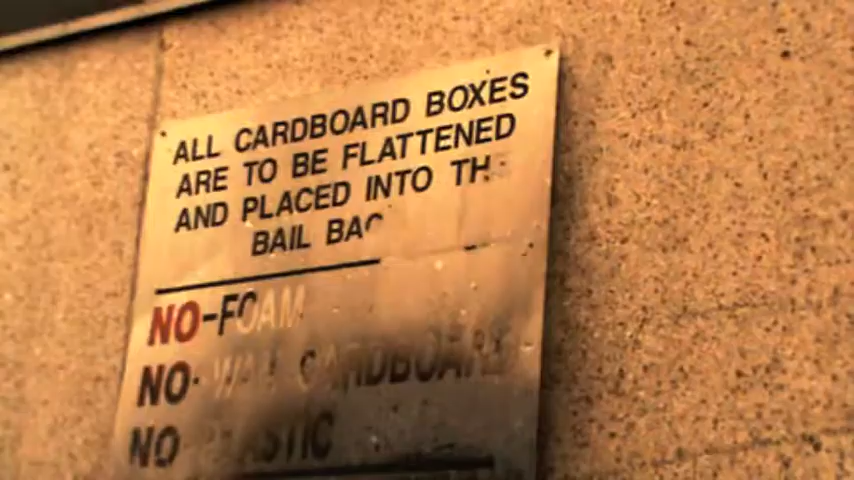 ALL CARDBOARD BOXES
ARE TO BE FLATTENED
AND PLACED INTO TH
BAIL BAC
NO-FOAM
NO- WAX CARDBOARD
NO PLASTIC